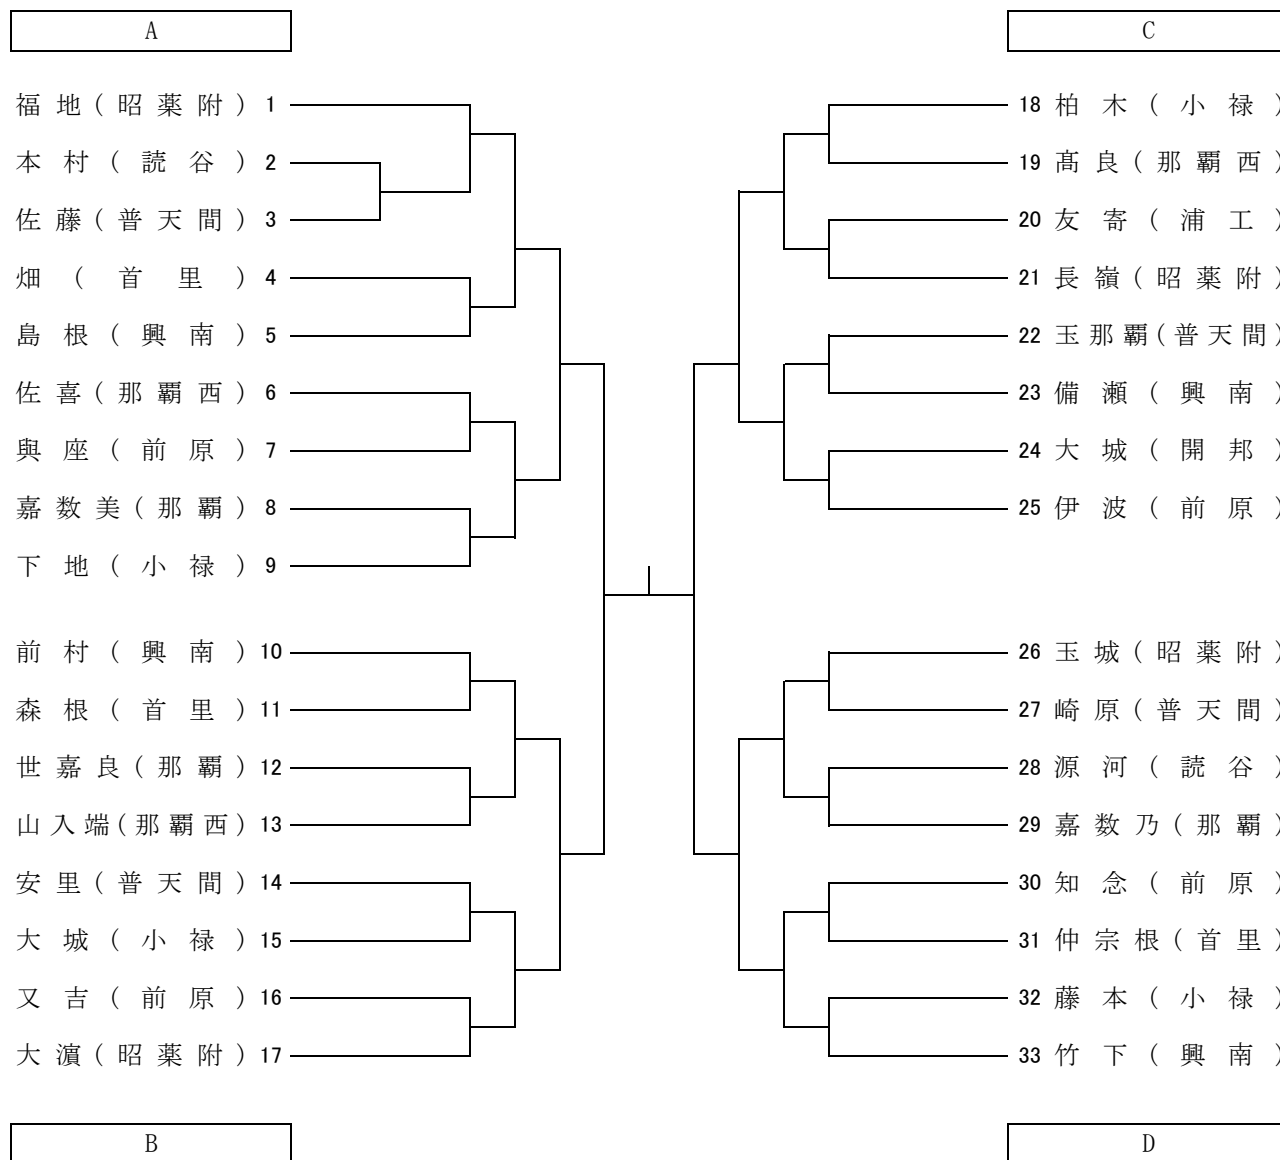 A
福地(昭薬附) 1
本村(読谷) 2
佐藤(普天間) 3
畑(首里) 4
島根(興南) 5
佐喜(那覇西) 6
與座(前原) 7
嘉数美(那覇) 8
下地(小禄) 9
前村(興南) 10
森根(首里) 11
世嘉良(那覇) 12
山入端(那覇西) 13
安里(普天間) 14
大城(小禄) 15
又吉(前原) 16
大濵(昭薬附) 17
B
C
18 柏木(小禄)
19 髙良(那覇西)
20 友寄(浦工)
21 長嶺(昭薬附)
22 玉那覇(普天間)
23 備瀬(興南)
24 大城(開邦)
25 伊波(前原)
26 玉城(昭薬附)
27 崎原(普天間)
28 源河(読谷)
29 嘉数乃(那覇)
30 知念(前原)
31 仲宗根(首里)
32 藤本(小禄)
33 竹下(興南)
D